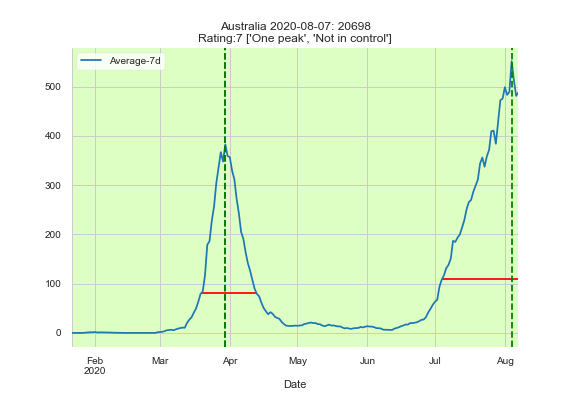 Australia 2020-08-07: 20698
Rating:7 ['One peak', 'Not in control']
Average-7d
500
400
300
200
100
0
Feb Mar Apr May Jun Jul Aug
2020
Date